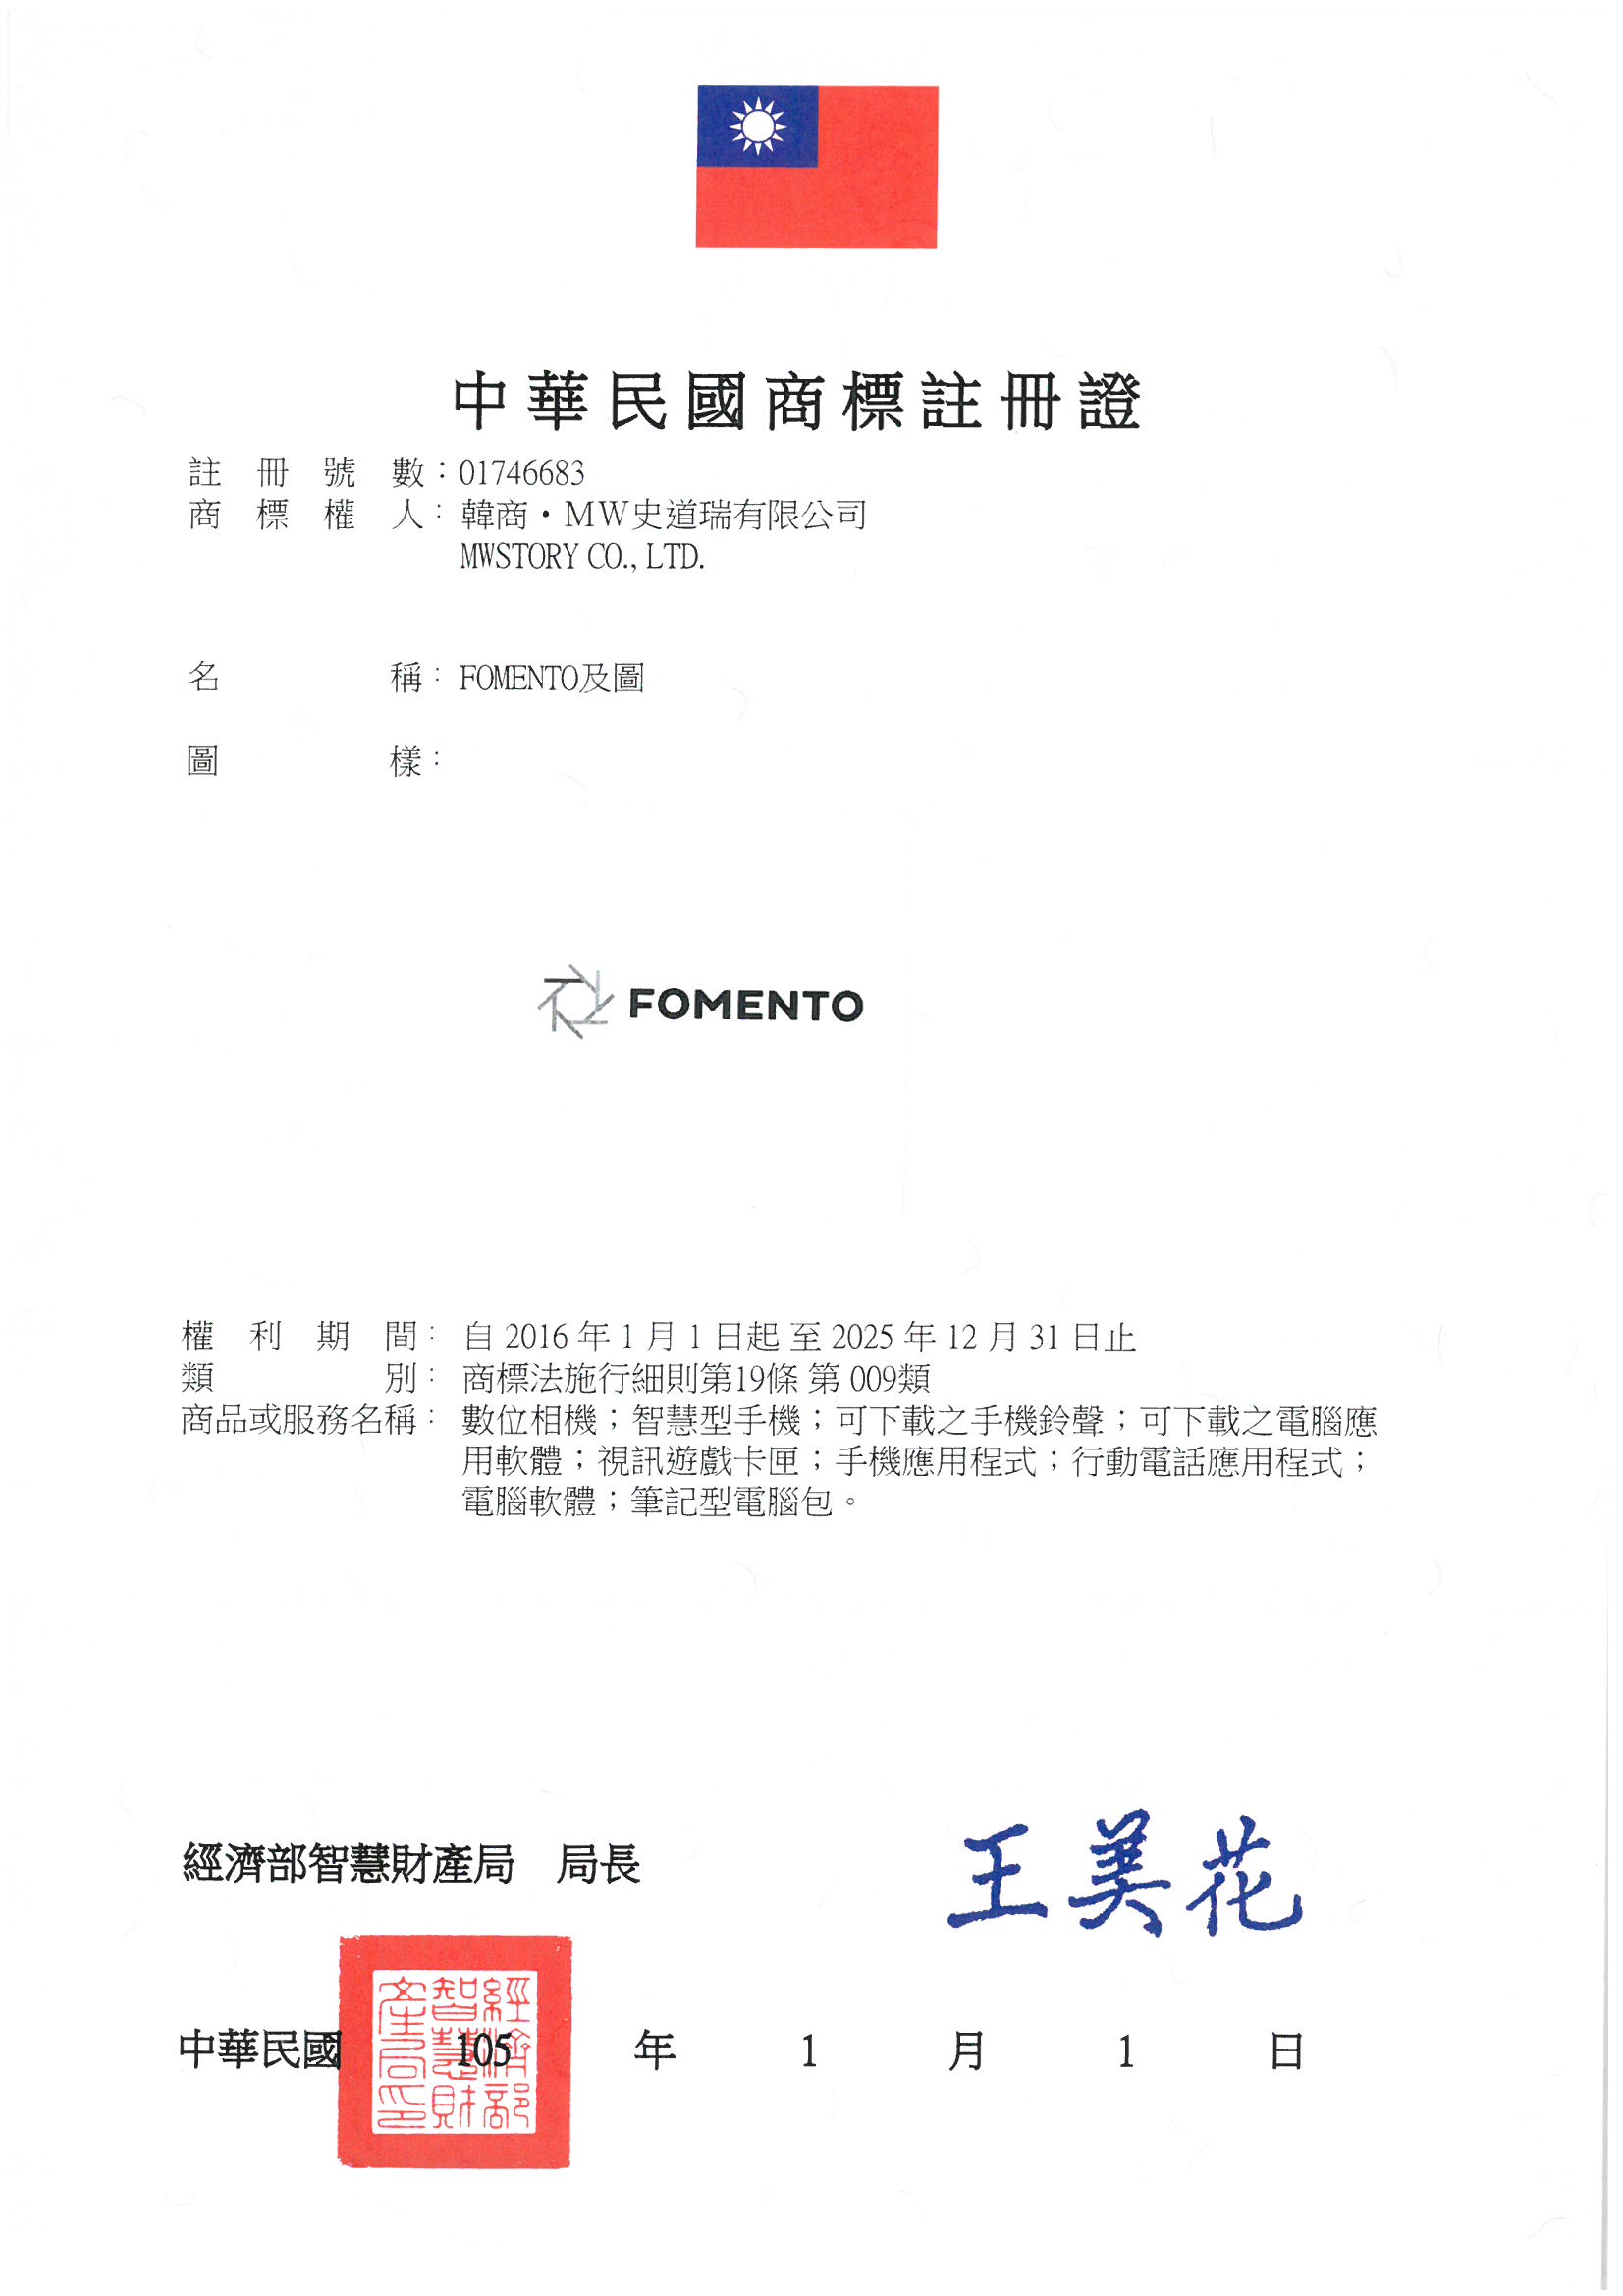 中華民國商標註冊證
註冊號數：01746683
商標權人：韓商・MW史道瑞有限公司
MWSTORY CO., LTD.
名稱：FOMENTO及圖
圖樣：
FOMENTO
權利期間：自 2016 年 1 月 1 日起 至 2025 年 12 月 31 日止
類別：商標法施行細則第19條 第 009類
商品或服務名稱：數位相機；智慧型手機；可下載之手機鈴聲；可下載之電腦應
用軟體；視訊遊戲卡匣；手機應用程式；行動電話應用程式；
電腦軟體；筆記型電腦包。
經濟部智慧財產局 局長
王美花
經濟部智慧財產局印
中華民國 105 年 1 月 1 日